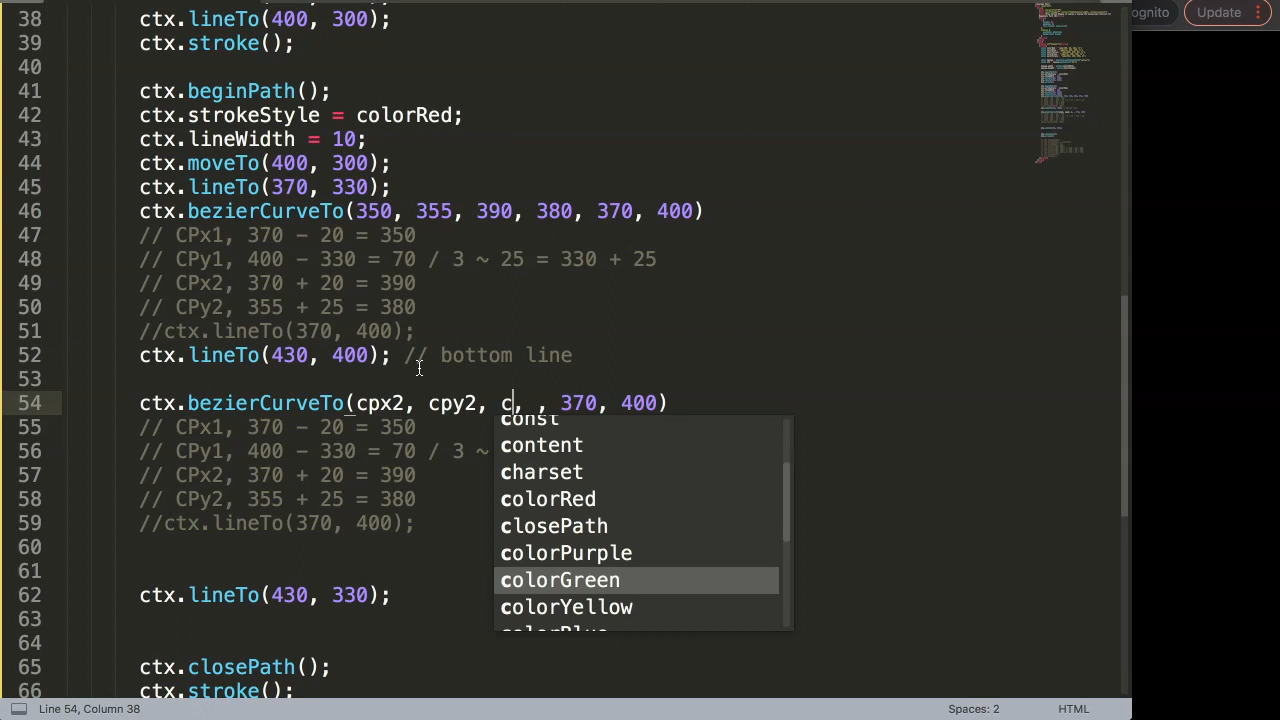 38 ctx.lineTo(400, 300);
39 ctx.stroke();
40
41 ctx.beginPath();
42 ctx.strokeStyle = colorRed;
43 ctx.lineWidth = 10;
44 ctx.moveTo(400, 300);
45 ctx.lineTo(370, 330);
46 ctx.bezierCurveTo(350, 355, 390, 380, 370, 400)
47 // CPx1, 370 - 20 = 350
48 // CPy1, 400 - 330 = 70 / 3 ~ 25 = 330 + 25
49 // CPx2, 370 + 20 = 390
50 // CPy2, 355 + 25 = 380
51 //ctx.lineTo(370, 400);
52 ctx.lineTo(430, 400); // bottom line
53
54 ctx.bezierCurveTo(cpx2, cpy2, c, , 370, 400)
const
55 // CPx1, 370 - 20 = 350
content
56 // CPy1, 400 - 330 = 70 / 3 ~
charset
57 // CPx2, 370 + 20 = 390
colorRed
58 // CPy2, 355 + 25 = 380
closePath
59 //ctx.lineTo(370, 400);
colorPurple
60
colorGreen
61
62 ctx.lineTo(430, 330);
colorYellow
63
64
65 ctx.closePath();
66 ctx.stroke();
Line 54, Column 38
Spaces: 2
HTML
ognito
Update